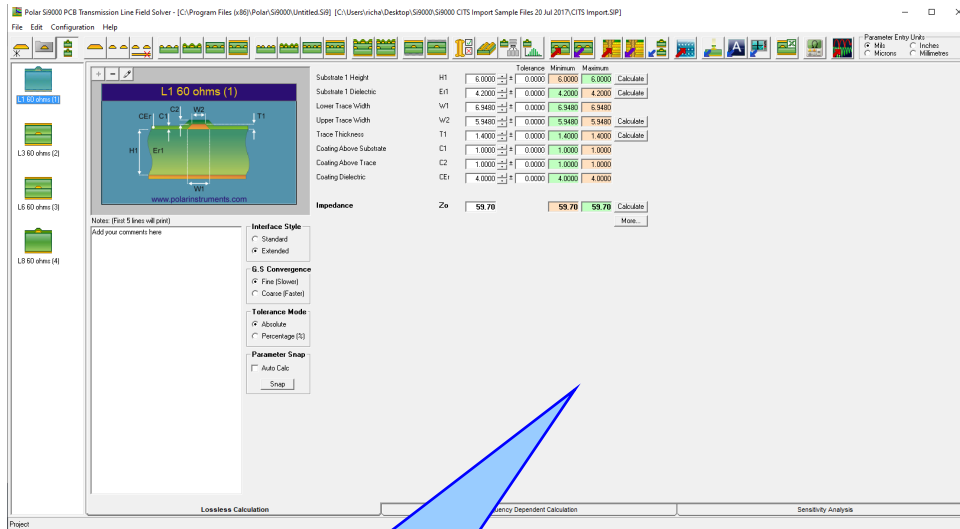 Polar Si9000 PCB Transmission Line Field Solver - [C:\Program Files (x86)\Polar\Si9000\Untitled.Si9] [C:\Users\richa\Desktop\Si9000\Si9000 CITS Import Sample Files 20 Jul 2017\CITS Import.SIP]
File Edit Configuration Help
Parameter Entry Units
Mils Inches
Microns Millimetres
L1 60 ohms (1)
L3 60 ohms (2)
L6 60 ohms (3)
L8 60 ohms (4)
L1 60 ohms (1)
CEr C1 C2 W2 T1
H1 Er1
W1
www.polarinstruments.com
Tolerance Minimum Maximum
Substrate 1 Height H1 6.0000 ± 0.0000 6.0000 6.0000 Calculate
Substrate 1 Dielectric Er1 4.2000 ± 0.0000 4.2000 4.2000 Calculate
Lower Trace Width W1 6.9480 ± 0.0000 6.9480 6.9480
Upper Trace Width W2 5.9480 ± 0.0000 5.9480 5.9480 Calculate
Trace Thickness T1 1.4000 ± 0.0000 1.4000 1.4000 Calculate
Coating Above Substrate C1 1.0000 ± 0.0000 1.0000 1.0000
Coating Above Trace C2 1.0000 ± 0.0000 1.0000 1.0000
Coating Dielectric CEr 4.0000 ± 0.0000 4.0000 4.0000
Impedance Zo 59.70 59.70 59.70 Calculate
More...
Notes: (First 5 lines will print)
Add your comments here
Interface Style
Standard
Extended
G.S Convergence
Fine (Slower)
Coarse (Faster)
Tolerance Mode
Absolute
Percentage (%)
Parameter Snap
Auto Calc
Snap
Lossless Calculation
Dependent Calculation
Sensitivity Analysis
Project